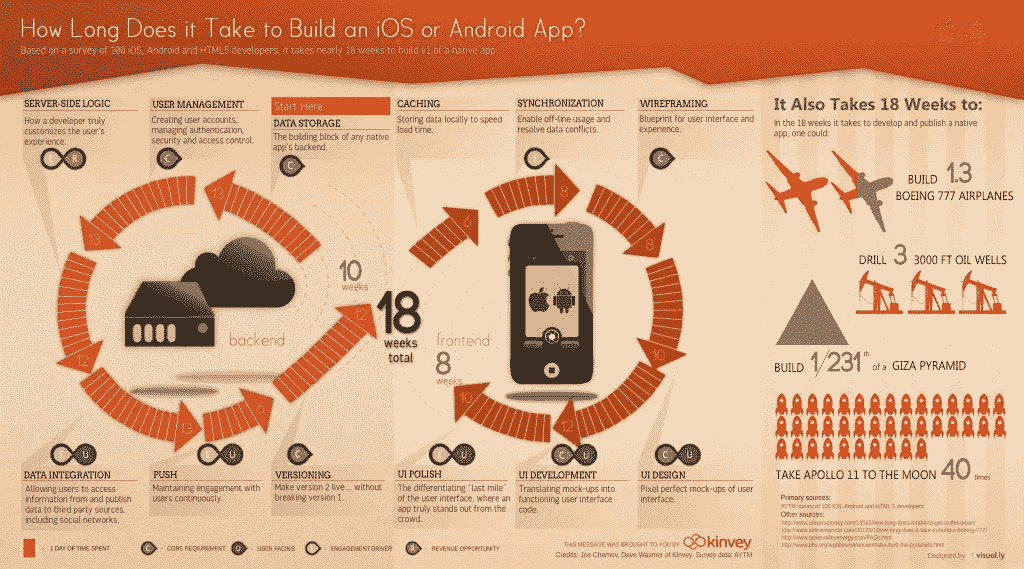 How Long Does it Take to Build an iOS or Android App?
Based on a survey of 100 iOS, Android and HTML5 developers, it takes nearly 18 weeks to build v1 of a native app.
SERVER-SIDE LOGIC
How a developer truly
customizes the user's
experience.
E R
USER MANAGEMENT
Creating user accounts,
managing authentication,
security and access control.
C
Start Here
DATA STORAGE
The building block of any native
app's backend.
C
CACHING
Storing data locally to speed
load time.
SYNCHRONIZATION
Enable off-line usage and
resolve data conflicts.
E
WIREFRAMING
Blueprint for user interface and
experience.
C
13
13
12
13
12
10
weeks
backend
18
weeks
total
6
8
8
10
12
10
frontend
8
weeks
DATA INTEGRATION
Allowing users to access
information from and publish
data to third party sources,
including social networks.
E U
PUSH
Maintaining engagement with
users continuously.
E U
VERSIONING
Make version 2 live ... without
breaking version 1.
C
UI POLISH
The differentiating "last mile"
of the user interface, where an
app truly stands out from the
crowd.
E U
UI DEVELOPMENT
Translating mock-ups into
functioning user interface
code.
C U
UI DESIGN
Pixel perfect mock-ups of user
interface.
C U
It Also Takes 18 Weeks to:
In the 18 weeks it takes to develop and publish a native
app, one could:
BUILD 1.3
BOEING 777 AIRPLANES
DRILL 3 3000 FT OIL WELLS
BUILD 1/231th of a GIZA PYRAMID
TAKE APOLLO 11 TO THE MOON 40 times
Primary sources:
AYTM survey of 100 iOS, Android and HTML 5 developers
Other sources:
- 1 DAY OF TIME SPENT
C - CORE REQUIREMENT
U - USER FACING
E - ENGAGEMENT DRIVER
R - REVENUE OPPORTUNITY
THIS MESSAGE WAS BROUGHT TO YOU BY kinvey
Credits: Joe Chernov, Dave Wasmer of Kinvey. Survey data: AYTM
Designed by visual.ly